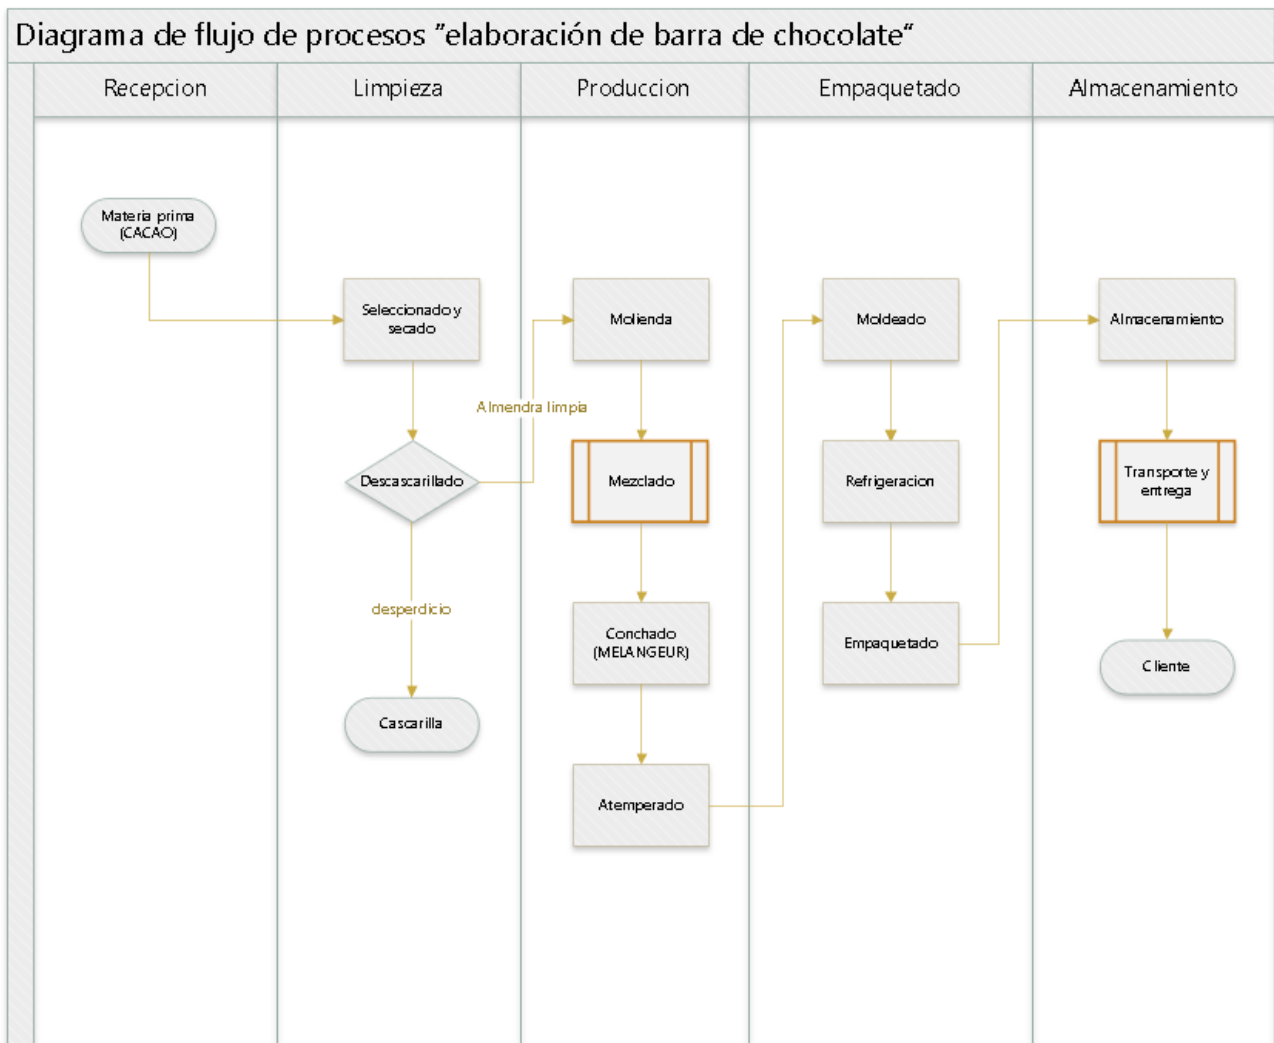 Diagrama de flujo de procesos "elaboración de barra de chocolate"
Recepcion
Limpieza
Produccion
Empaquetado
Almacenamiento
Materia prima
(CACAO)
Seleccionado y
secado
Descascarillado
Almendra limpia
desperdicio
Cascarilla
Molienda
Mezclado
Conchado
(MELANGEUR)
Atemperado
Moldeado
Refrigeracion
Empaquetado
Almacenamiento
Transporte y
entrega
Cliente